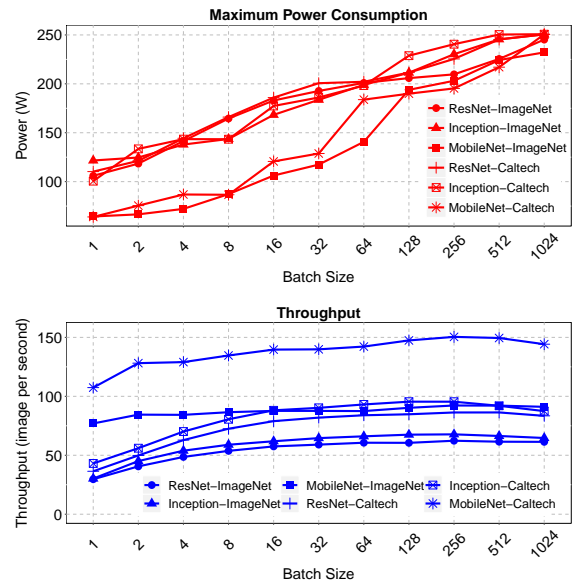 Maximum Power Consumption
Power (W)
250
200
150
100
ResNet−ImageNet
Inception−ImageNet
MobileNet−ImageNet
ResNet−Caltech
Inception−Caltech
MobileNet−Caltech
1 2 4 8 16 32 64 128 256 512 1024
Batch Size
Throughput
Throughput (image per second)
150
100
50
0
ResNet−ImageNet MobileNet−ImageNet Inception−Caltech
Inception−ImageNet ResNet−Caltech MobileNet−Caltech
1 2 4 8 16 32 64 128 256 512 1024
Batch Size